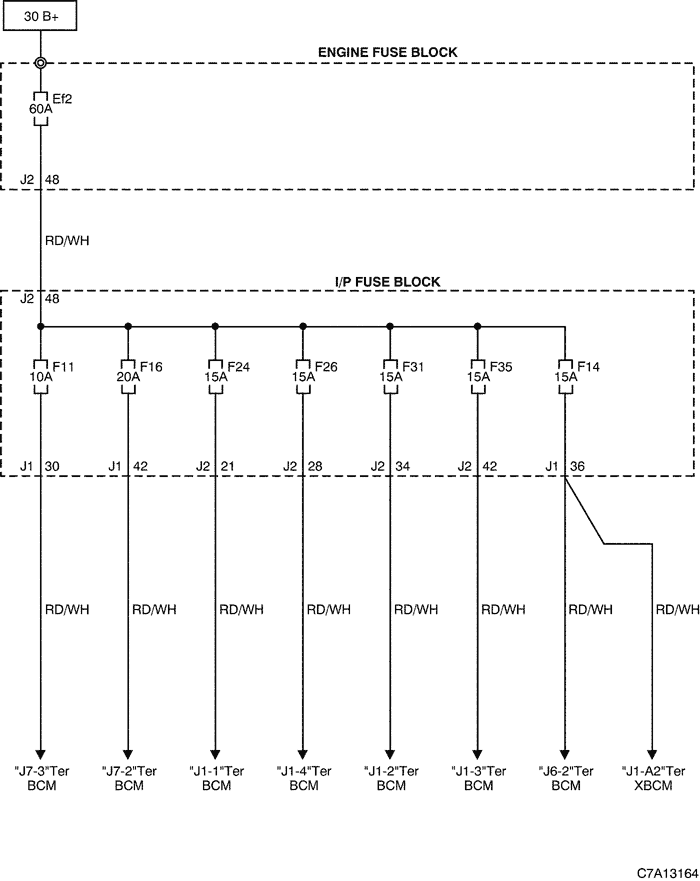 30 B+
ENGINE FUSE BLOCK
Ef2
60A
J2 48
RD/WH
I/P FUSE BLOCK
J2 48
F11 F16 F24 F26 F31 F35 F14
10A 20A 15A 15A 15A 15A 15A
J1 30 J1 42 J2 21 J2 28 J2 34 J2 42 J1 36
RD/WH RD/WH RD/WH RD/WH RD/WH RD/WH RD/WH RD/WH
"J7-3"Ter "J7-2"Ter "J1-1"Ter "J1-4"Ter "J1-2"Ter "J1-3"Ter "J6-2"Ter "J1-A2"Ter
BCM BCM BCM BCM BCM BCM BCM XBCM
C7A13164